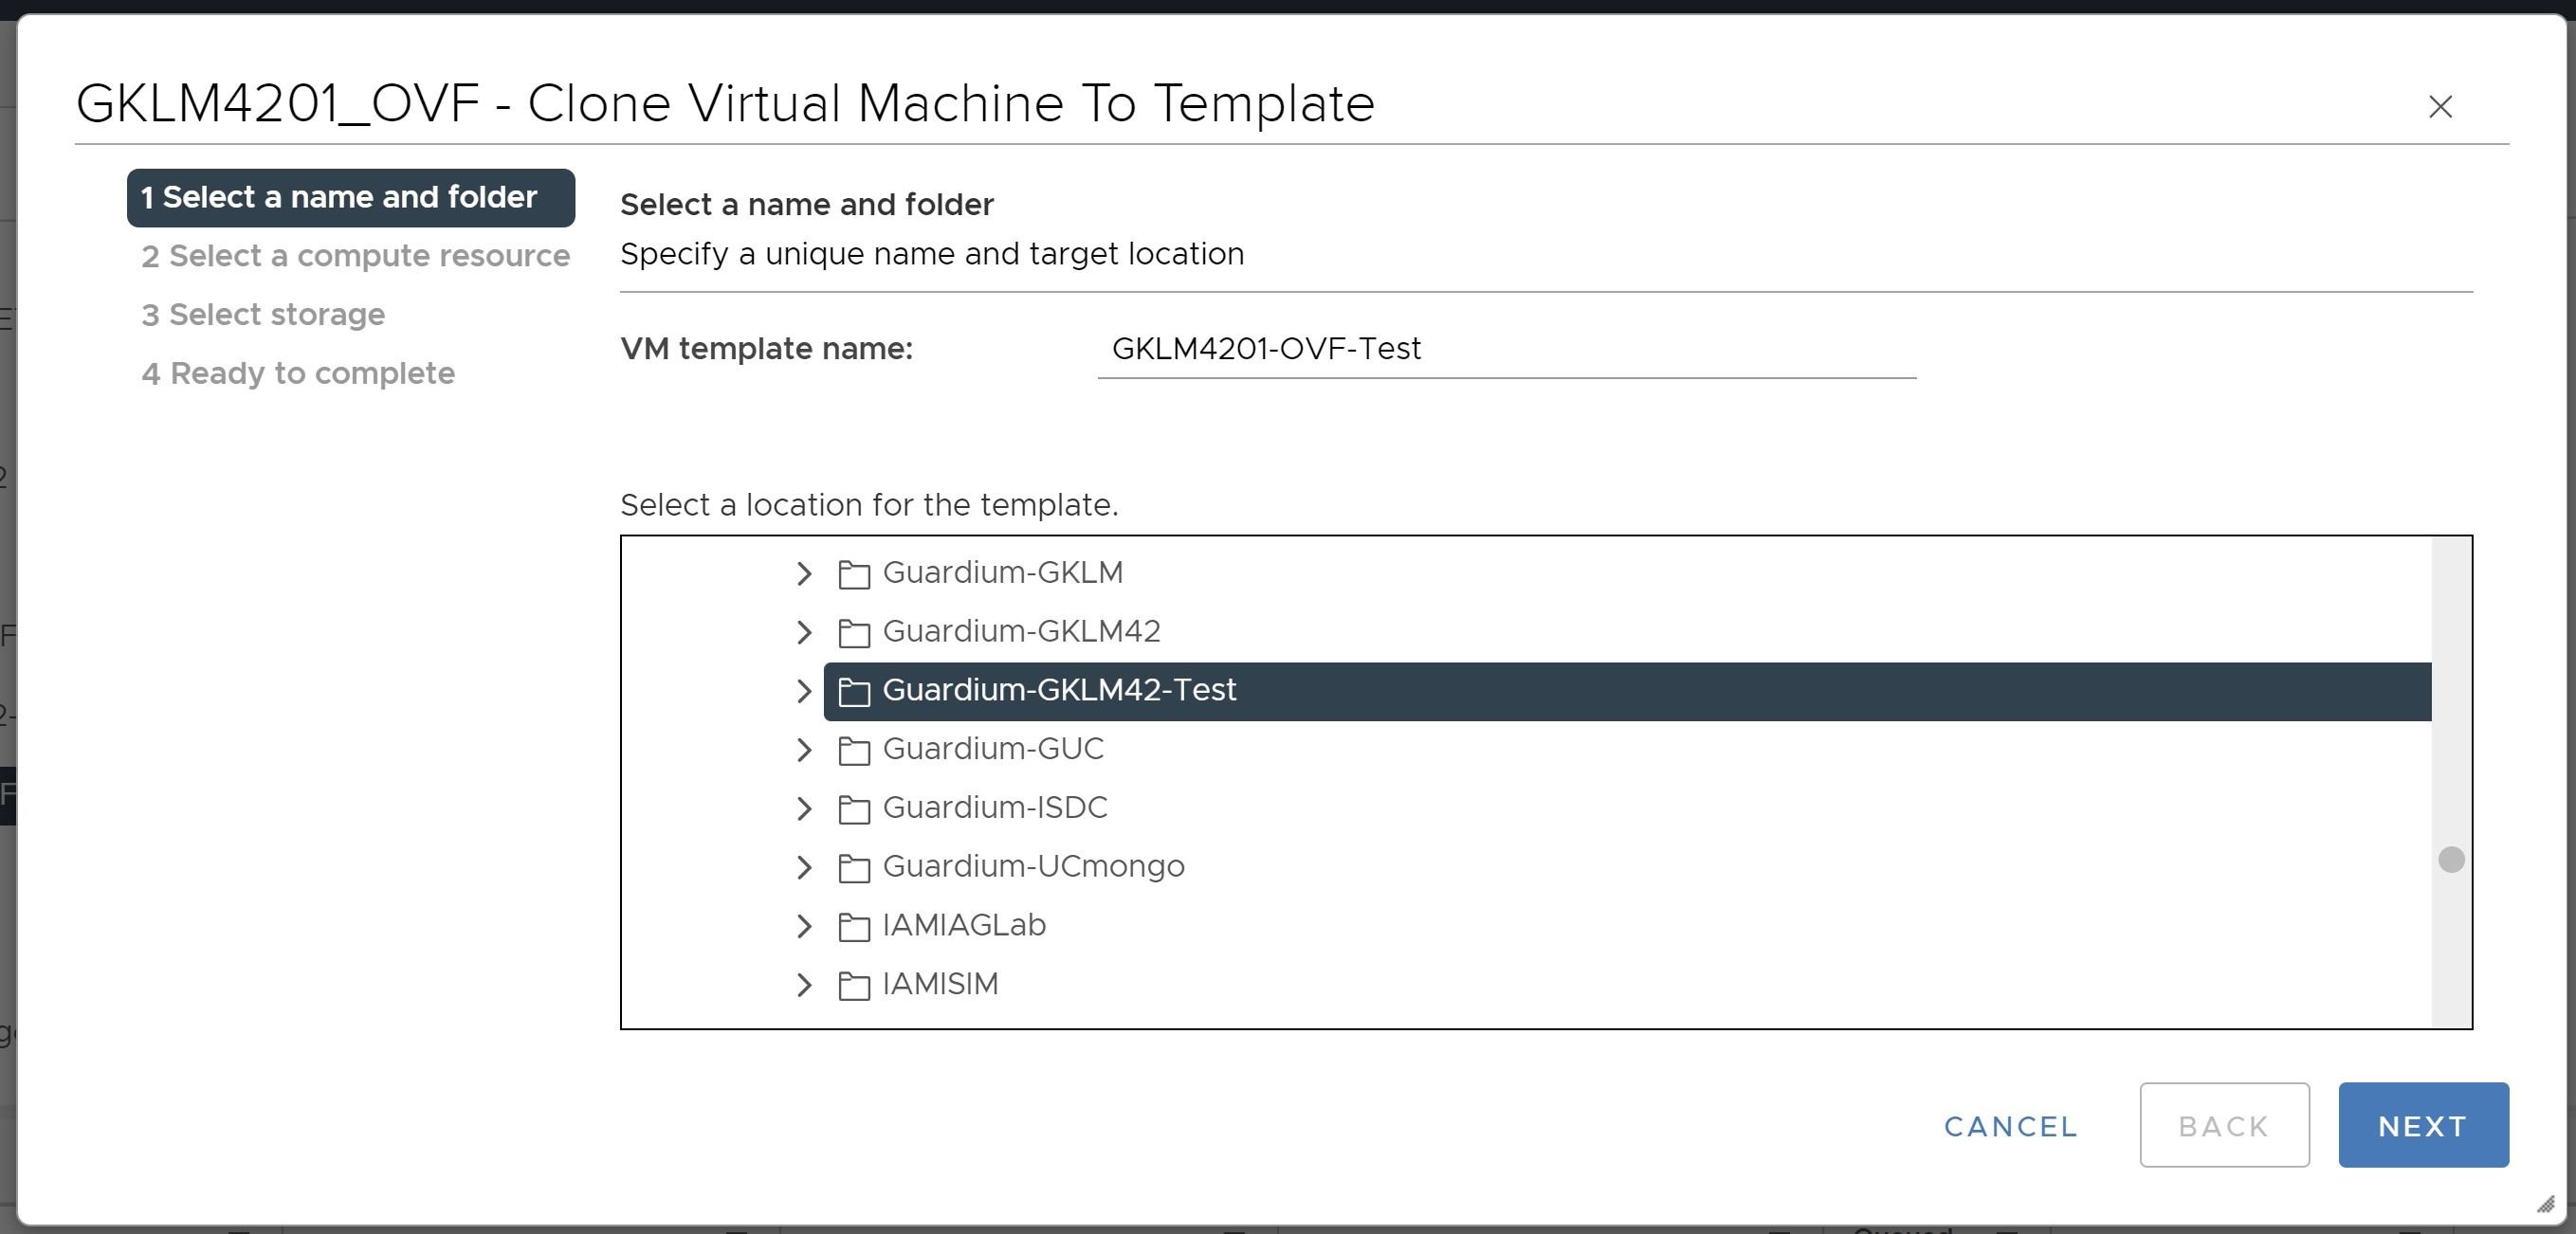 GKLM4201_OVF - Clone Virtual Machine To Template
1 Select a name and folder
2 Select a compute resource
3 Select storage
4 Ready to complete
Select a name and folder
Specify a unique name and target location
VM template name:
GKLM4201-OVF-Test
Select a location for the template.
Guardium-GKLM
Guardium-GKLM42
Guardium-GKLM42-Test
Guardium-GUC
Guardium-ISDC
Guardium-UCmongo
IAMIAGLab
IAMISIM
CANCEL
BACK
NEXT